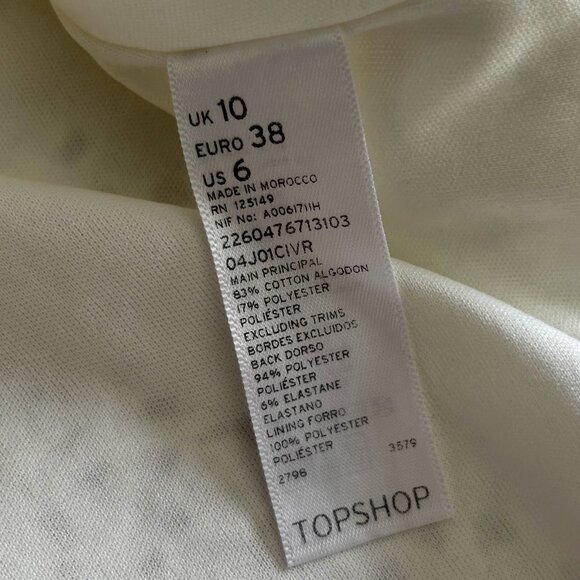 UK 10
EURO 38
US 6
MADE IN MOROCCO
RN 125149
NIF No: A0061711H
2260476713103
04J01CIVR
MAIN PRINCIPAL
83% COTTON ALGODON
17% POLYESTER
POLIÉSTER
EXCLUDING TRIMS
BORDES EXCLUIDOS
BACK DORSO
94% POLYESTER
POLIÉSTER
6% ELASTANE
ELASTANO
LINING FORRO
100% POLYESTER
POLIÉSTER
2798 3579
TOPSHOP